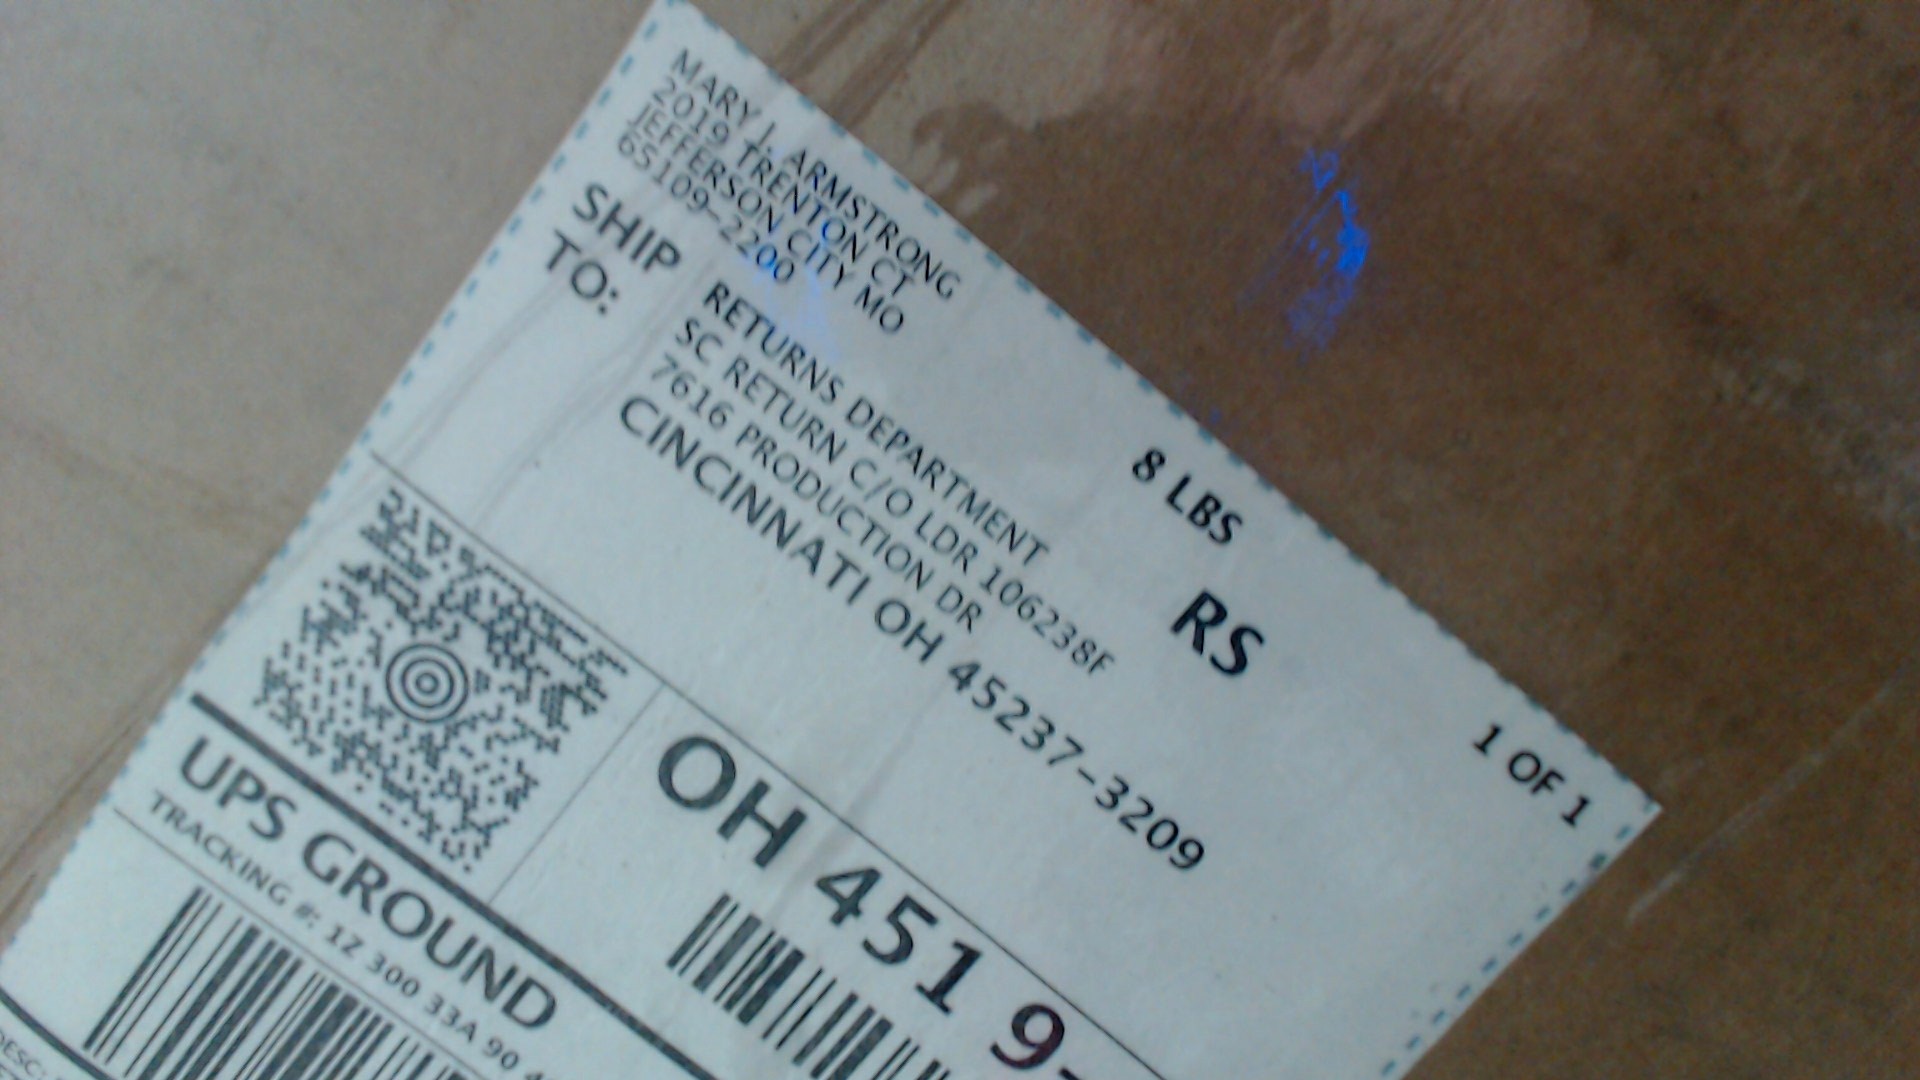 MARY J. ARMSTRONG
2019 TRENTON CT
JEFFERSON CITY MO
65109-2200
8 LBS
1 OF 1
RS
SHIP
TO:
RETURNS DEPARTMENT
SC RETURN C/O LDR 106238F
7616 PRODUCTION DR
CINCINNATI OH 45237-3209
OH 451 9-
UPS GROUND
TRACKING #: 1Z 300 33A 90